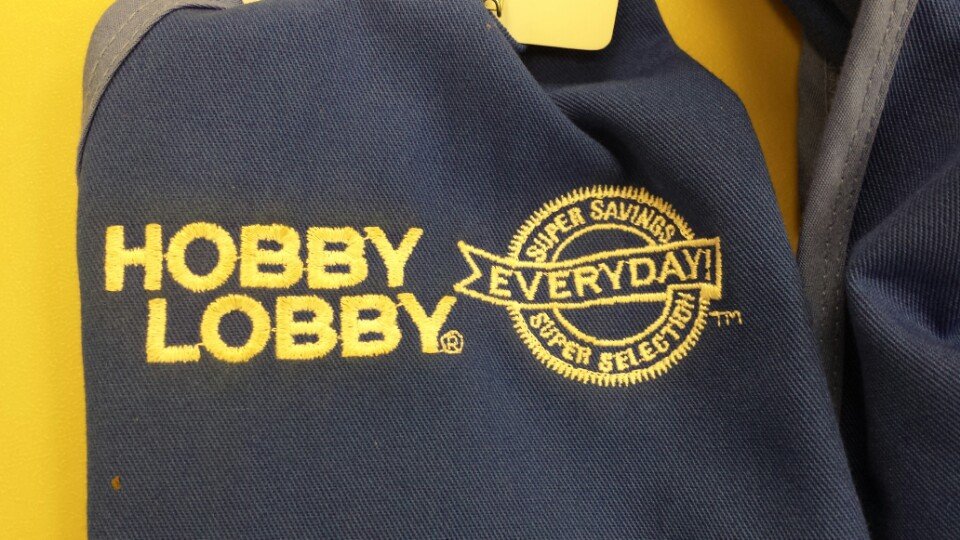 HOBBY
LOBBY®
SUPER SAVINGS
EVERYDAY!
SUPER SELECTION
TM